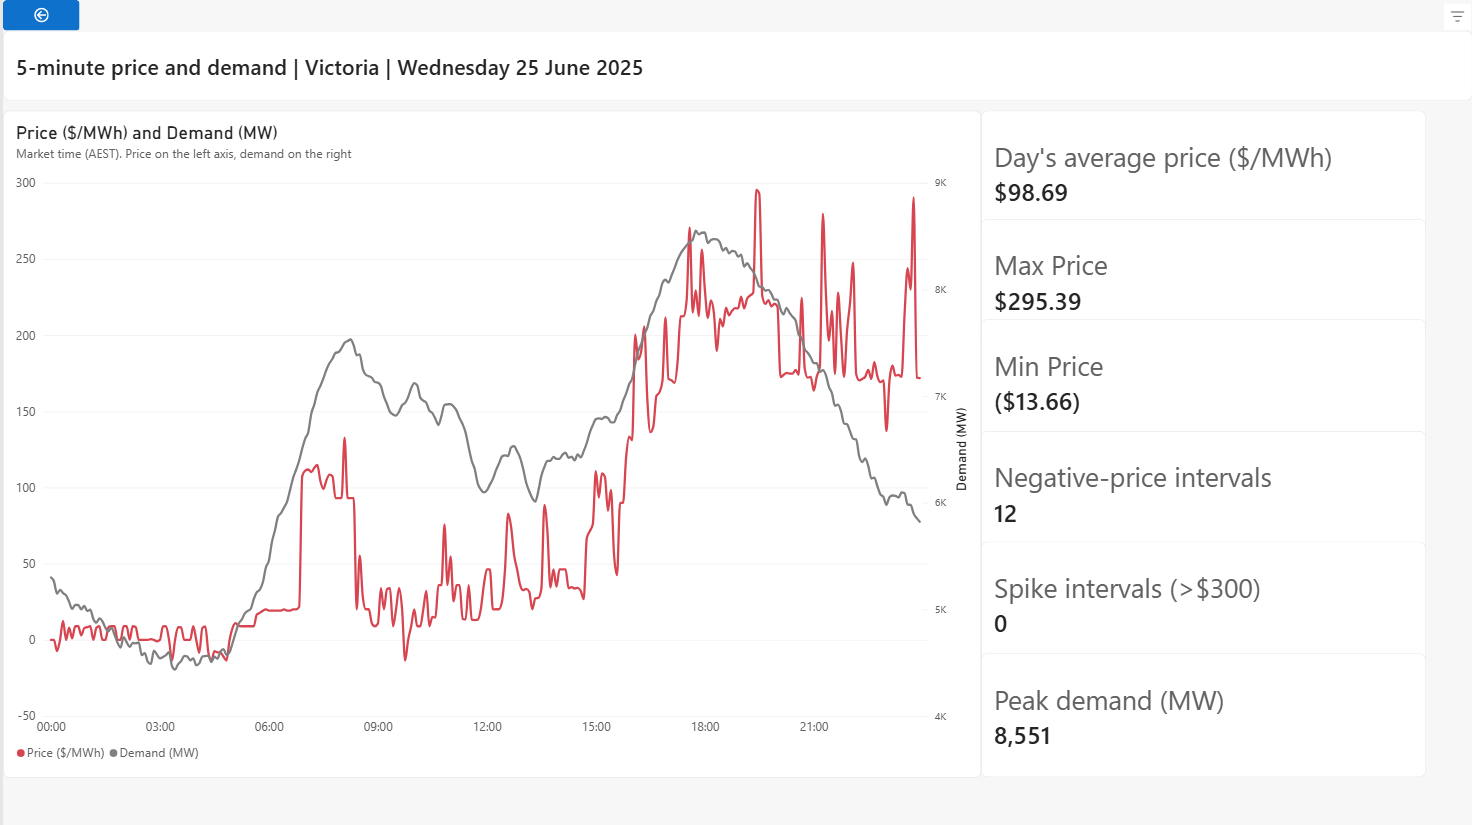 5-minute price and demand | Victoria | Wednesday 25 June 2025
Price ($/MWh) and Demand (MW)
Market time (AEST). Price on the left axis, demand on the right
300
250
200
150
100
50
0
-50
9K
8K
7K
6K
5K
4K
Demand (MW)
00:00 03:00 06:00 09:00 12:00 15:00 18:00 21:00
Price ($/MWh) Demand (MW)
Day's average price ($/MWh)
$98.69
Max Price
$295.39
Min Price
($13.66)
Negative-price intervals
12
Spike intervals (>$300)
0
Peak demand (MW)
8,551